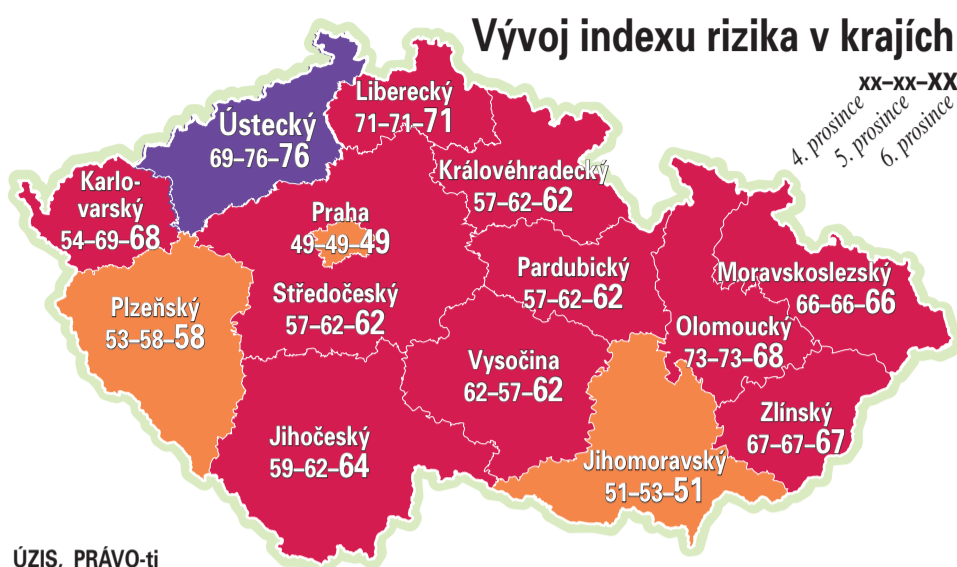 Vývoj indexu rizika v krajích
xx–xx–xx
4. prosince
5. prosince
6. prosince
Liberecký
71–71–71
Ústecký
69–76–76
Karlo-
varský
54–69–68
Královéhradecký
57–62–62
Praha
49–49–49
Pardubický
57–62–62
Moravskoslezský
66–66–66
Plzeňský
53–58–58
Středočeský
57–62–62
Olomoucký
73–73–68
Vysočina
62–57–62
Zlínský
67–67–67
Jihočeský
59–62–64
Jihomoravský
51–53–51
ÚZIS, PRÁVO-ti